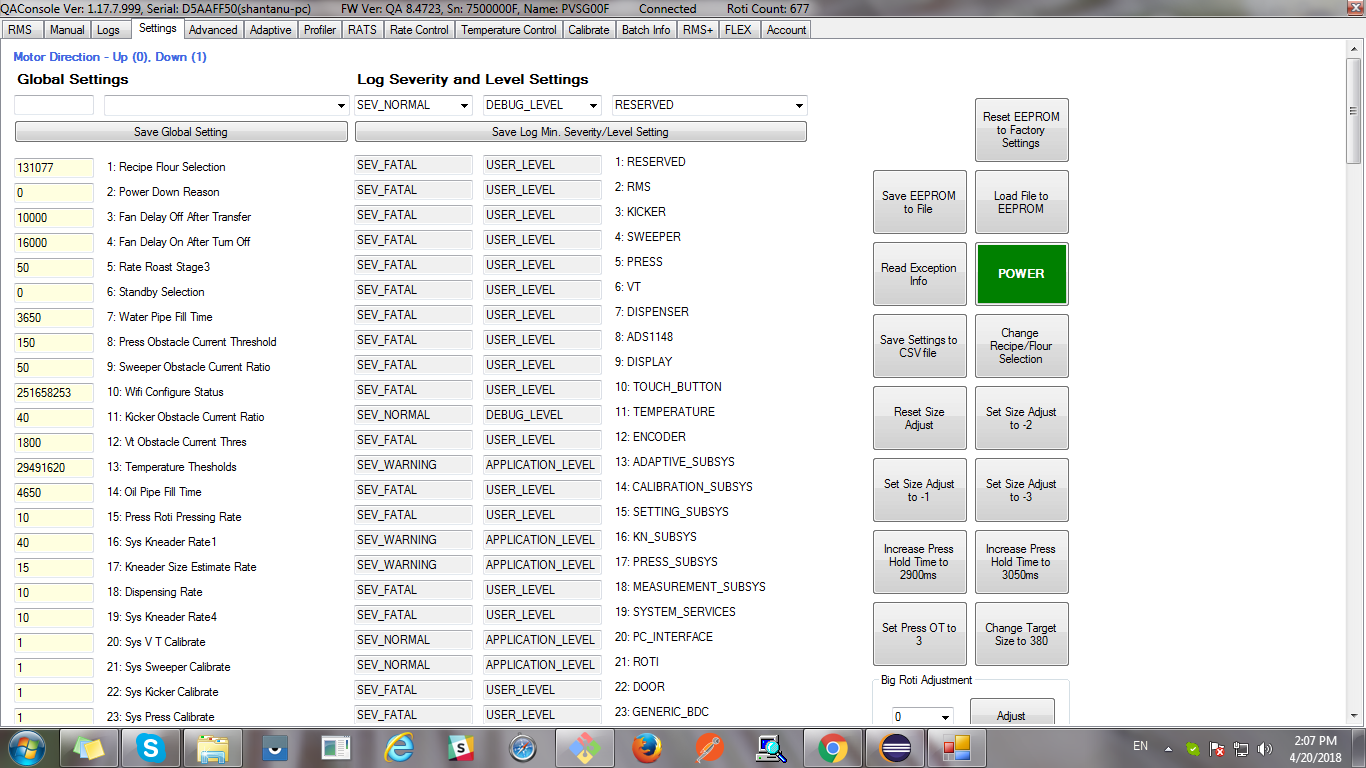 QAConsole Ver: 1.17.7.999, Serial: D5AAFF50(shantanu-pc) FW Ver: QA 8.4723, Sn: 7500000F, Name: PVSG00F Connected Roti Count: 677
RMS Manual Logs Settings Advanced Adaptive Profiler RATS Rate Control Temperature Control Calibrate Batch Info RMS+ FLEX Account
Motor Direction - Up (0), Down (1)
Global Settings
Log Severity and Level Settings
SEV_NORMAL DEBUG_LEVEL RESERVED
Save Global Setting
Save Log Min. Severity/Level Setting
131077 1: Recipe Flour Selection SEV_FATAL USER_LEVEL 1: RESERVED
0 2: Power Down Reason SEV_FATAL USER_LEVEL 2: RMS
10000 3: Fan Delay Off After Transfer SEV_FATAL USER_LEVEL 3: KICKER
16000 4: Fan Delay On After Turn Off SEV_FATAL USER_LEVEL 4: SWEEPER
50 5: Rate Roast Stage3 SEV_FATAL USER_LEVEL 5: PRESS
0 6: Standby Selection SEV_FATAL USER_LEVEL 6: VT
3650 7: Water Pipe Fill Time SEV_FATAL USER_LEVEL 7: DISPENSER
150 8: Press Obstacle Current Threshold SEV_FATAL USER_LEVEL 8: ADS1148
50 9: Sweeper Obstacle Current Ratio SEV_FATAL USER_LEVEL 9: DISPLAY
251658253 10: Wifi Configure Status SEV_FATAL USER_LEVEL 10: TOUCH_BUTTON
40 11: Kicker Obstacle Current Ratio SEV_NORMAL DEBUG_LEVEL 11: TEMPERATURE
1800 12: Vt Obstacle Current Thres SEV_FATAL USER_LEVEL 12: ENCODER
29491620 13: Temperature Thesholds SEV_WARNING APPLICATION_LEVEL 13: ADAPTIVE_SUBSYS
4650 14: Oil Pipe Fill Time SEV_FATAL USER_LEVEL 14: CALIBRATION_SUBSYS
10 15: Press Roti Pressing Rate SEV_FATAL USER_LEVEL 15: SETTING_SUBSYS
40 16: Sys Kneader Rate1 SEV_WARNING APPLICATION_LEVEL 16: KN_SUBSYS
15 17: Kneader Size Estimate Rate SEV_WARNING APPLICATION_LEVEL 17: PRESS_SUBSYS
10 18: Dispensing Rate SEV_FATAL USER_LEVEL 18: MEASUREMENT_SUBSYS
10 19: Sys Kneader Rate4 SEV_FATAL USER_LEVEL 19: SYSTEM_SERVICES
1 20: Sys V T Calibrate SEV_NORMAL APPLICATION_LEVEL 20: PC_INTERFACE
1 21: Sys Sweeper Calibrate SEV_NORMAL APPLICATION_LEVEL 21: ROTI
1 22: Sys Kicker Calibrate SEV_FATAL USER_LEVEL 22: DOOR
1 23: Sys Press Calibrate SEV_FATAL USER_LEVEL 23: GENERIC_BDC
Reset EEPROM
to Factory
Settings
Save EEPROM
to File
Load File to
EEPROM
Read Exception
Info
POWER
Save Settings to
CSV file
Change
Recipe/Flour
Selection
Reset Size
Adjust
Set Size Adjust
to -2
Set Size Adjust
to -1
Set Size Adjust
to -3
Increase Press
Hold Time to
2900ms
Increase Press
Hold Time to
3050ms
Set Press OT to
3
Change Target
Size to 380
Big Roti Adjustment
0 Adjust
EN
2:07 PM
4/20/2018